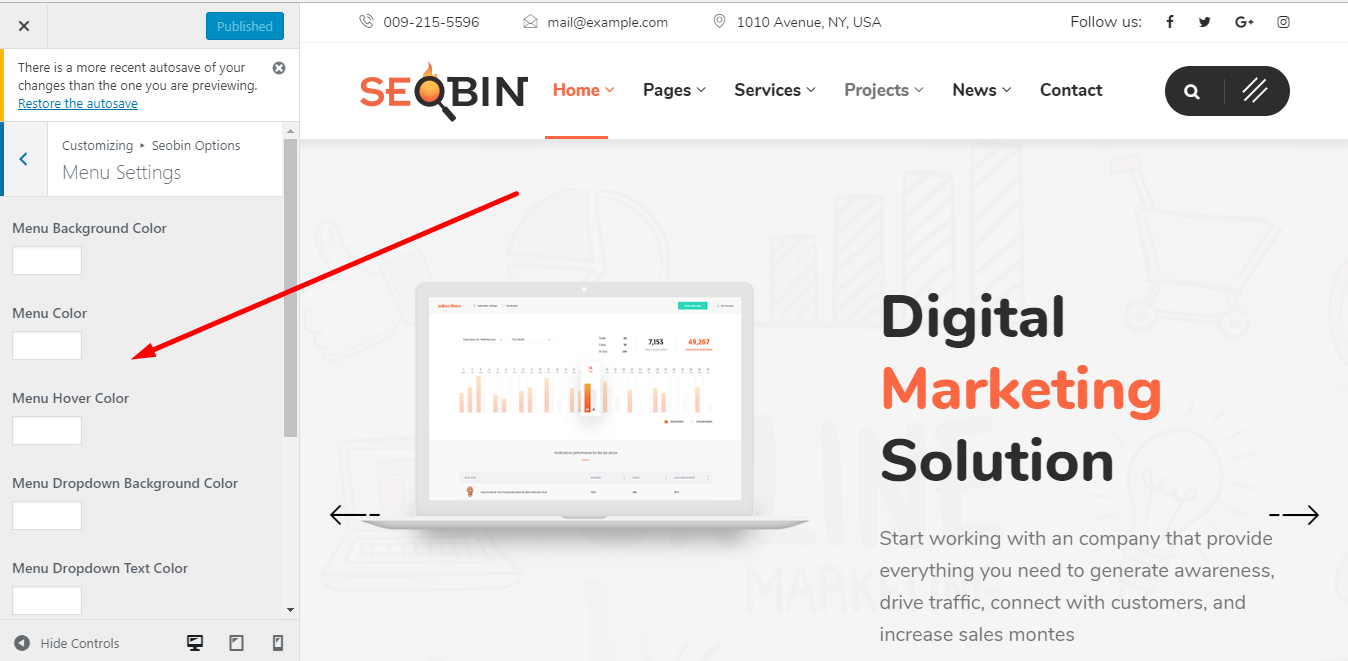 Published
There is a more recent autosave of your
changes than the one you are previewing.
Restore the autosave
Customizing ▸ Seobin Options
Menu Settings
Menu Background Color
Menu Color
Menu Hover Color
Menu Dropdown Background Color
Menu Dropdown Text Color
Hide Controls
009-215-5596 mail@example.com 1010 Avenue, NY, USA Follow us:
SEOBIN Home Pages Services Projects News Contact
7,153 49,267
Digital
Marketing
Solution
Start working with an company that provide
everything you need to generate awareness,
drive traffic, connect with customers, and
increase sales montes